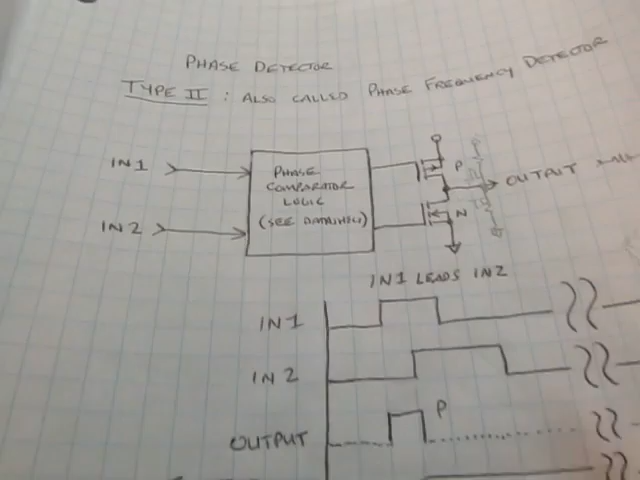 PHASE DETECTOR
TYPE II : ALSO CALLED PHASE FREQUENCY DETECTOR
IN1
PHASE
COMPARATOR
LOGIC
(SEE DATASHEET)
P
OUTPUT
IN2
N
IN1 LEADS IN2
IN1
IN2
P
OUTPUT